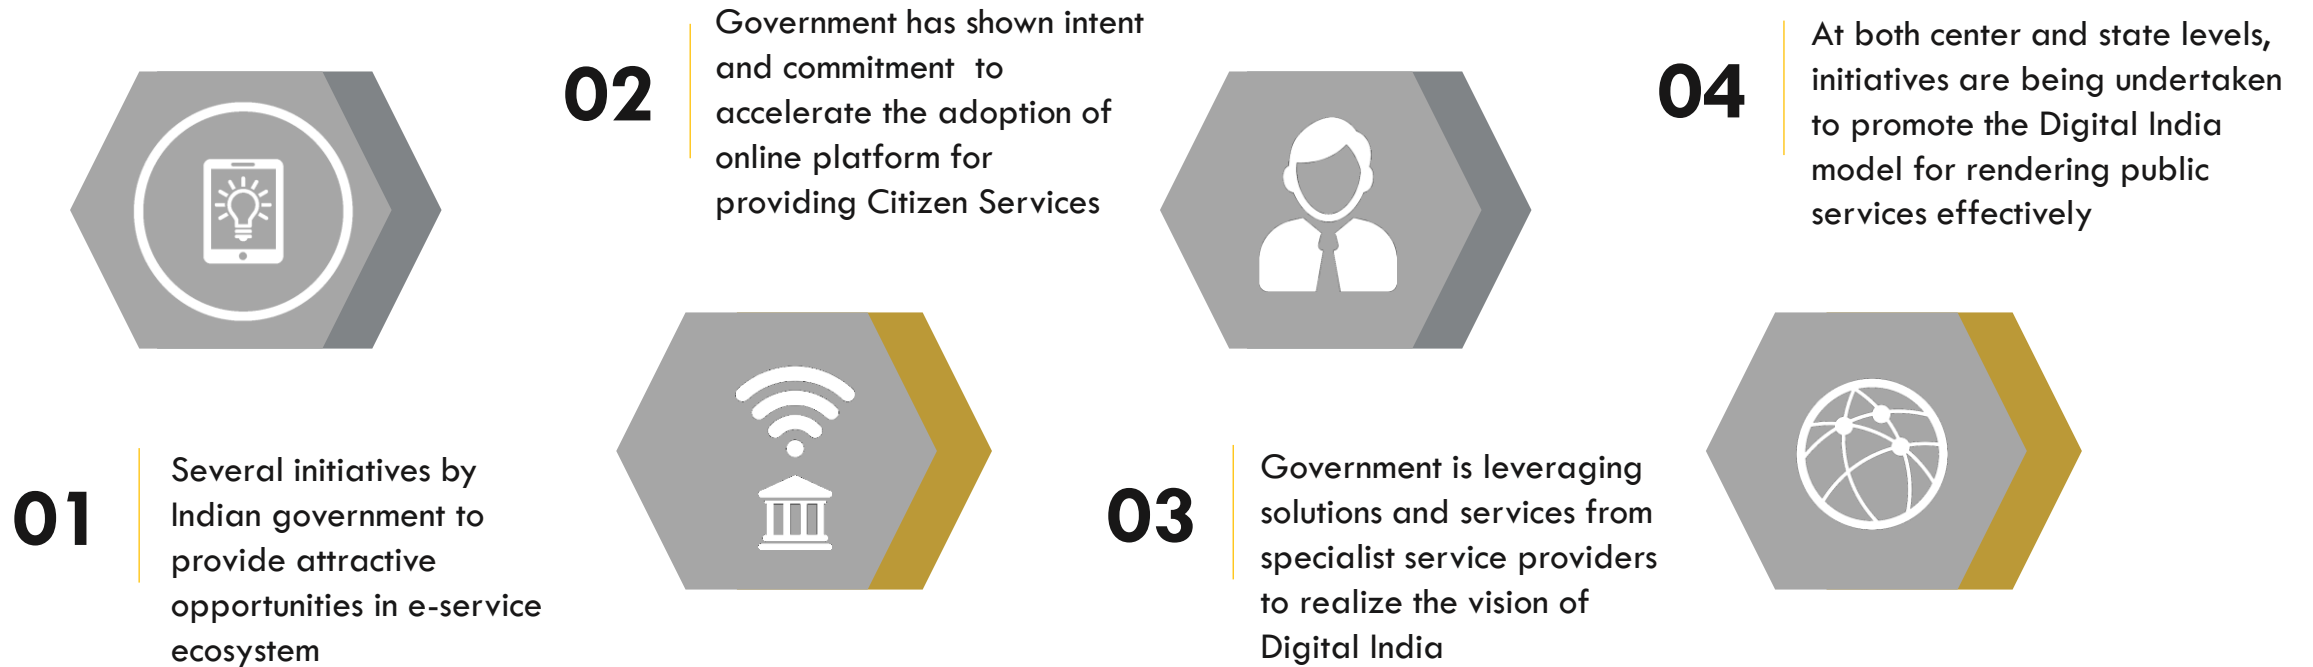 01
Several initiatives by
Indian government to
provide attractive
opportunities in e-service
ecosystem
02
Government has shown intent
and commitment  to
accelerate the adoption of
online platform for
providing Citizen Services
03
Government is leveraging
solutions and services from
specialist service providers
to realize the vision of
Digital India
04
At both center and state levels,
initiatives are being undertaken
to promote the Digital India
model for rendering public
services effectively